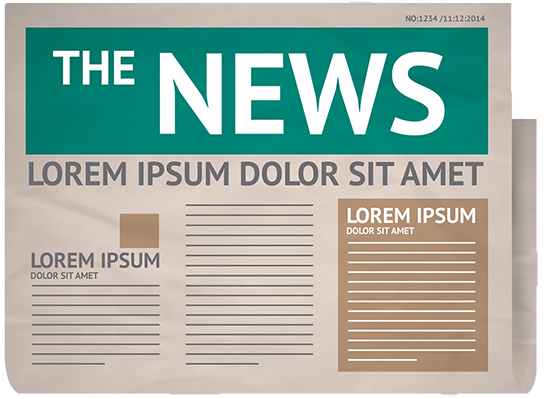 NO:1234 /11:12:2014
THE NEWS
LOREM IPSUM DOLOR SIT AMET
LOREM IPSUM
DOLOR SIT AMET
LOREM IPSUM
DOLOR SIT AMET